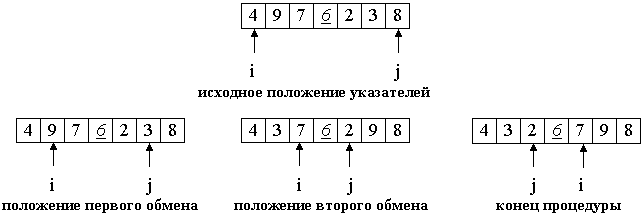 4 9 7 6 2 3 8
i j
исходное положение указателей
4 9 7 6 2 3 8 4 3 7 6 2 9 8 4 3 2 6 7 9 8
i j i j j i
положение первого обмена положение второго обмена конец процедуры